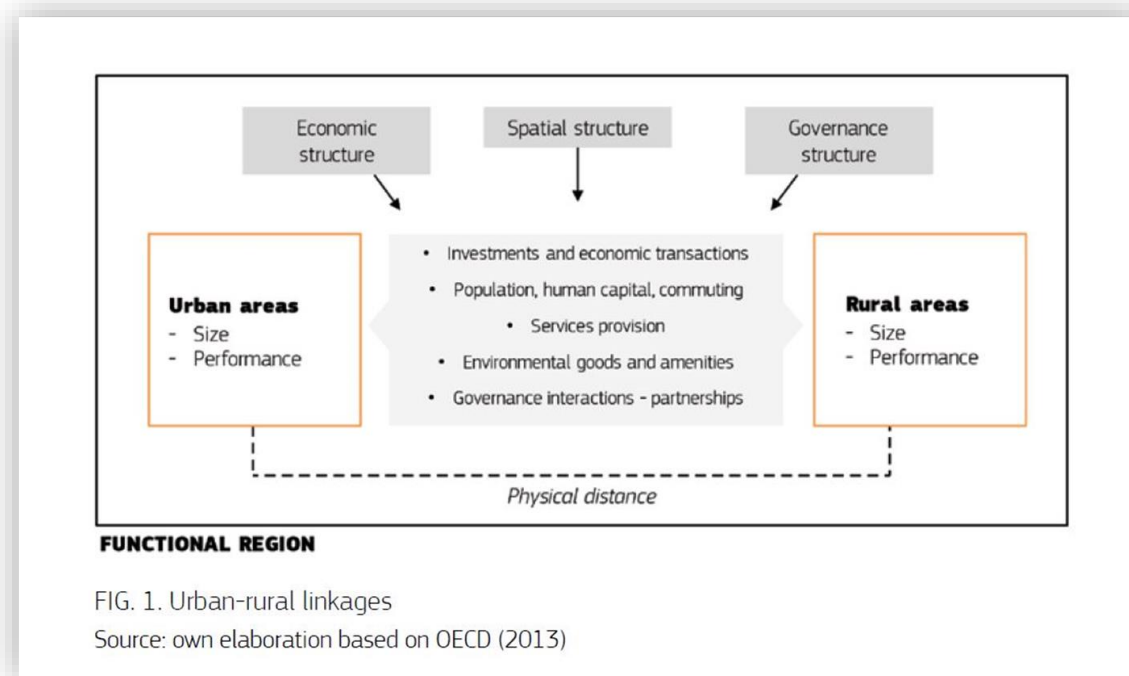 Economic
structure
Spatial structure
Governance
structure
Urban areas
- Size
- Performance
• Investments and economic transactions
• Population, human capital, commuting
• Services provision
• Environmental goods and amenities
• Governance interactions - partnerships
Rural areas
- Size
- Performance
Physical distance
FUNCTIONAL REGION
FIG. 1. Urban-rural linkages
Source: own elaboration based on OECD (2013)